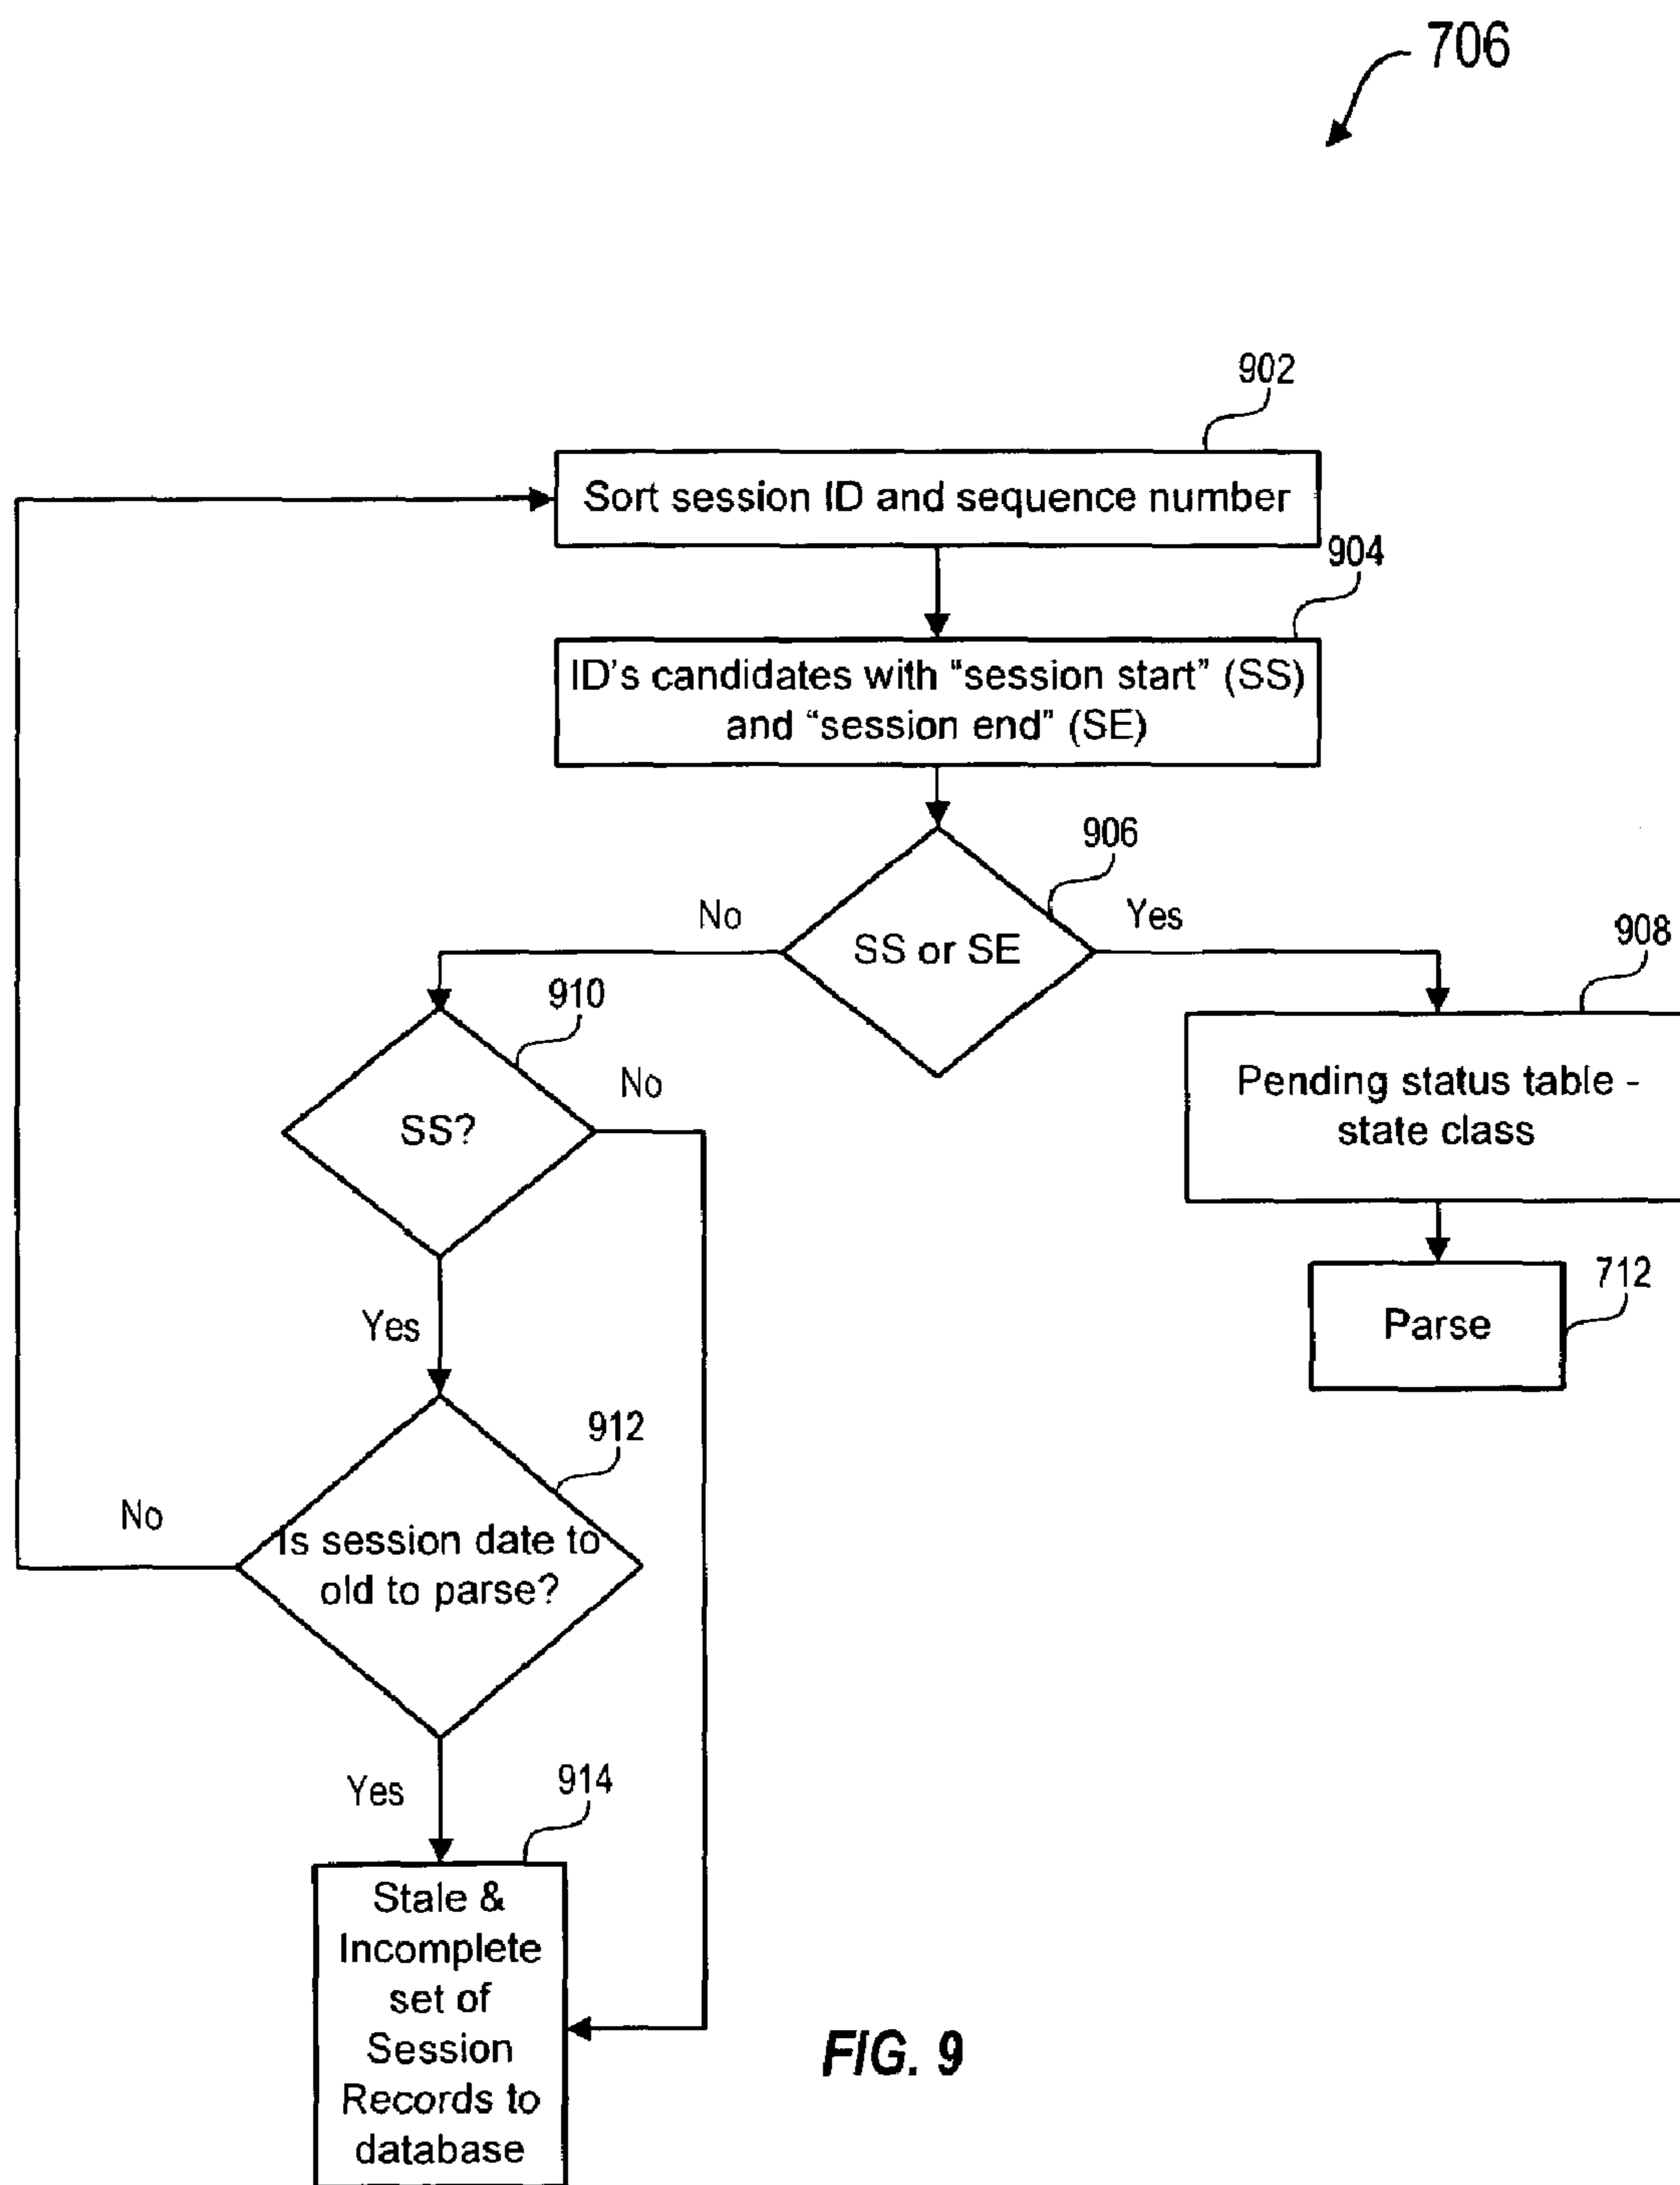 706
902
Sort session ID and sequence number
904
ID's candidates with “session start” (SS)
and “session end” (SE)
906
No
Yes
SS or SE
908
910
No
Pending status table -
state class
SS?
712
Parse
Yes
912
No
Is session date to
old to parse?
Yes
914
Stale &
Incomplete
set of
Session
Records to
database
FIG. 9